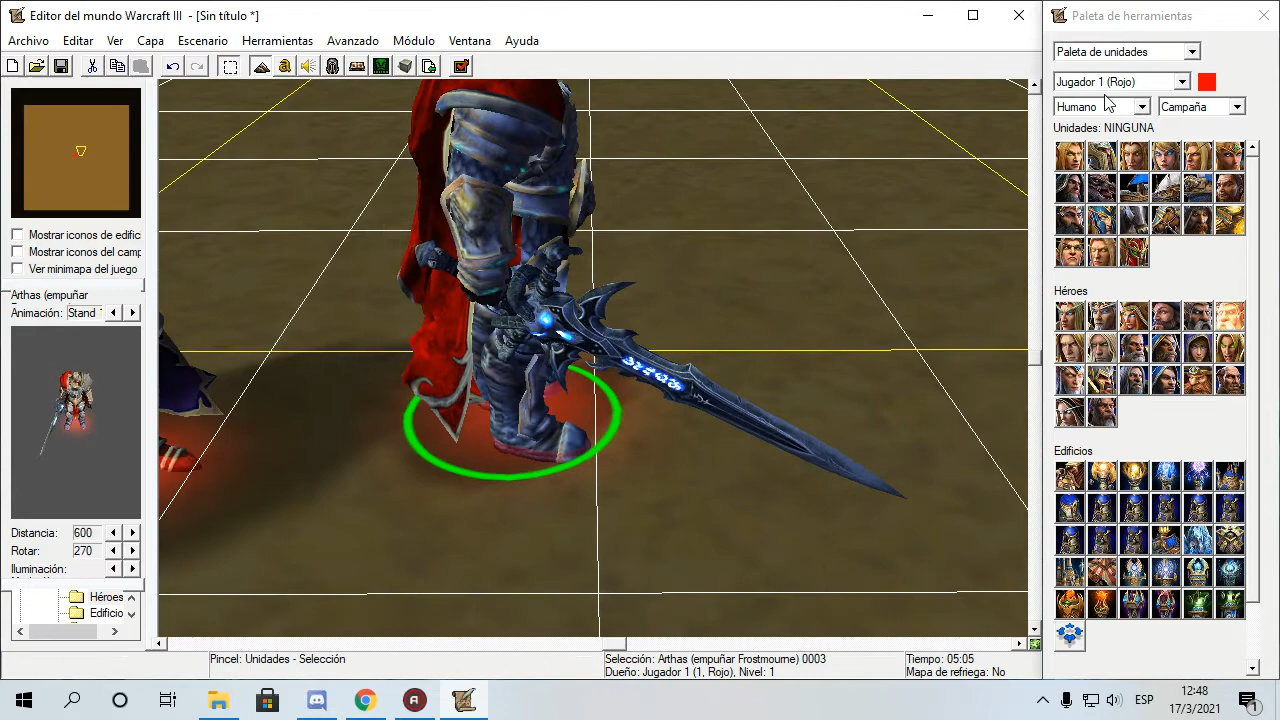 Editor del mundo Warcraft III - [Sin título *]
Archivo Editar Ver Capa Escenario Herramientas Avanzado Módulo Ventana Ayuda
Mostrar iconos de edific
Mostrar iconos del camp
Ver minimapa del juego
Arthas (empuñar
Animación: Stand
Distancia: 600
Rotar: 270
Iluminación:
Héroes
Edificio
Pincel: Unidades - Selección
Selección: Arthas (empuñar Frostmourne) 0003
Dueño: Jugador 1 (1, Rojo), Nivel: 1
Tiempo: 05:05
Mapa de refriega: No
Paleta de herramientas
Paleta de unidades
Jugador 1 (Rojo)
Humano Campaña
Unidades: NINGUNA
Héroes
Edificios
ESP
12:48
17/3/2021
1